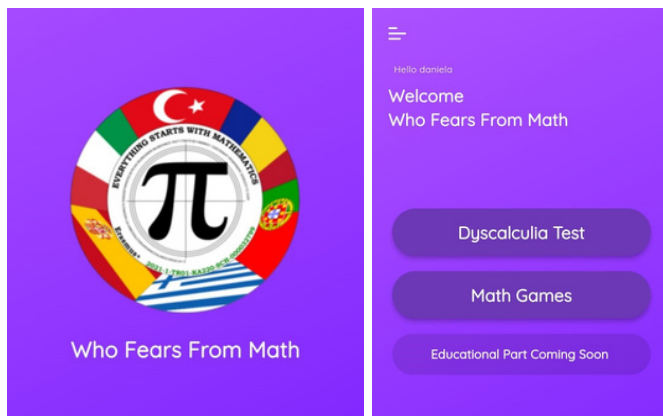 EVERYTHING STARTS WITH MATHEMATICS
π
Erasmus+
Who Fears From Math
Hello daniela
Welcome
Who Fears From Math
Dyscalculia Test
Math Games
Educational Part Coming Soon